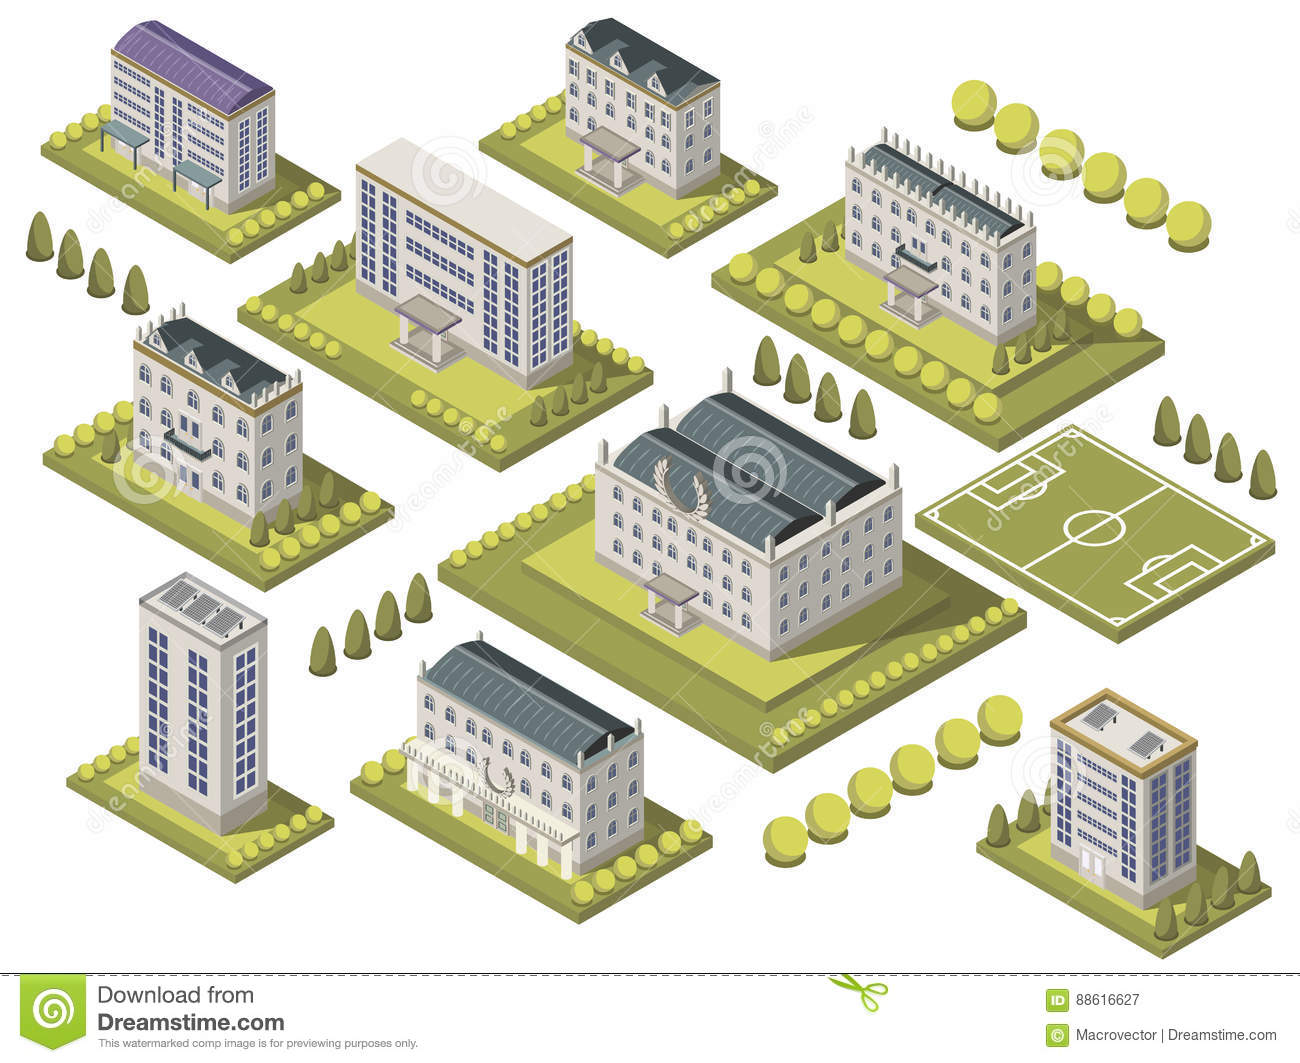 Download from
Dreamstime.com
This watermarked comp image is for previewing purposes only.
ID 88616627
© Macrovector | Dreamstime.com